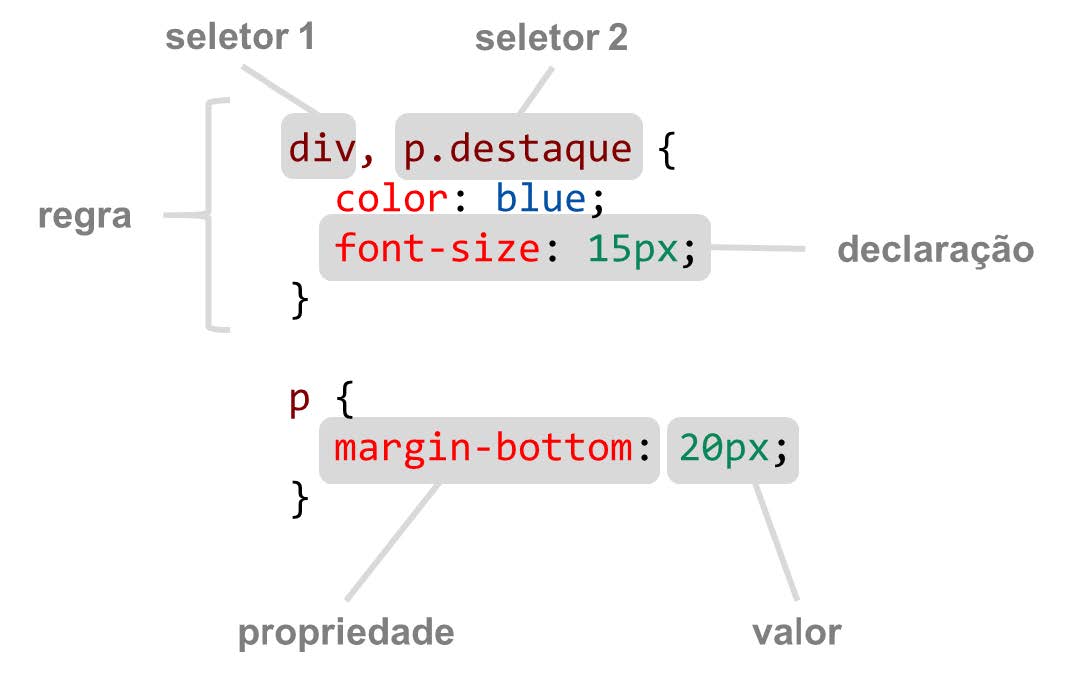 seletor 1 seletor 2
div, p.destaque {
color: blue;
regra
font-size: 15px;
declaração
}
p {
margin-bottom: 20px;
}
propriedade valor